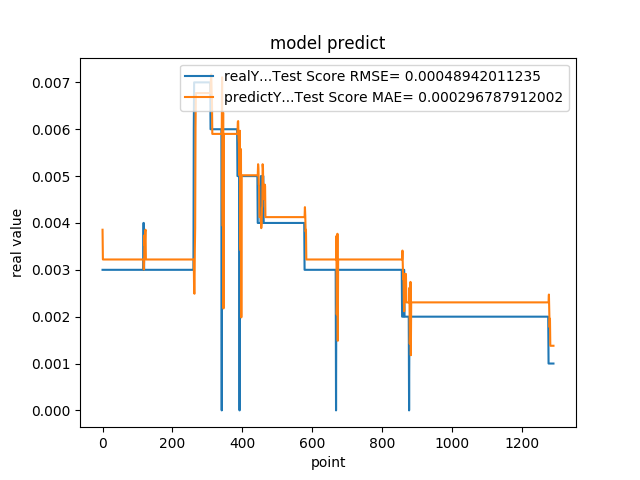 model predict
realY...Test Score RMSE= 0.00048942011235
predictY...Test Score MAE= 0.000296787912002
0.007
0.006
0.005
0.004
0.003
0.002
0.001
0.000
real value
0 200 400 600 800 1000 1200
point